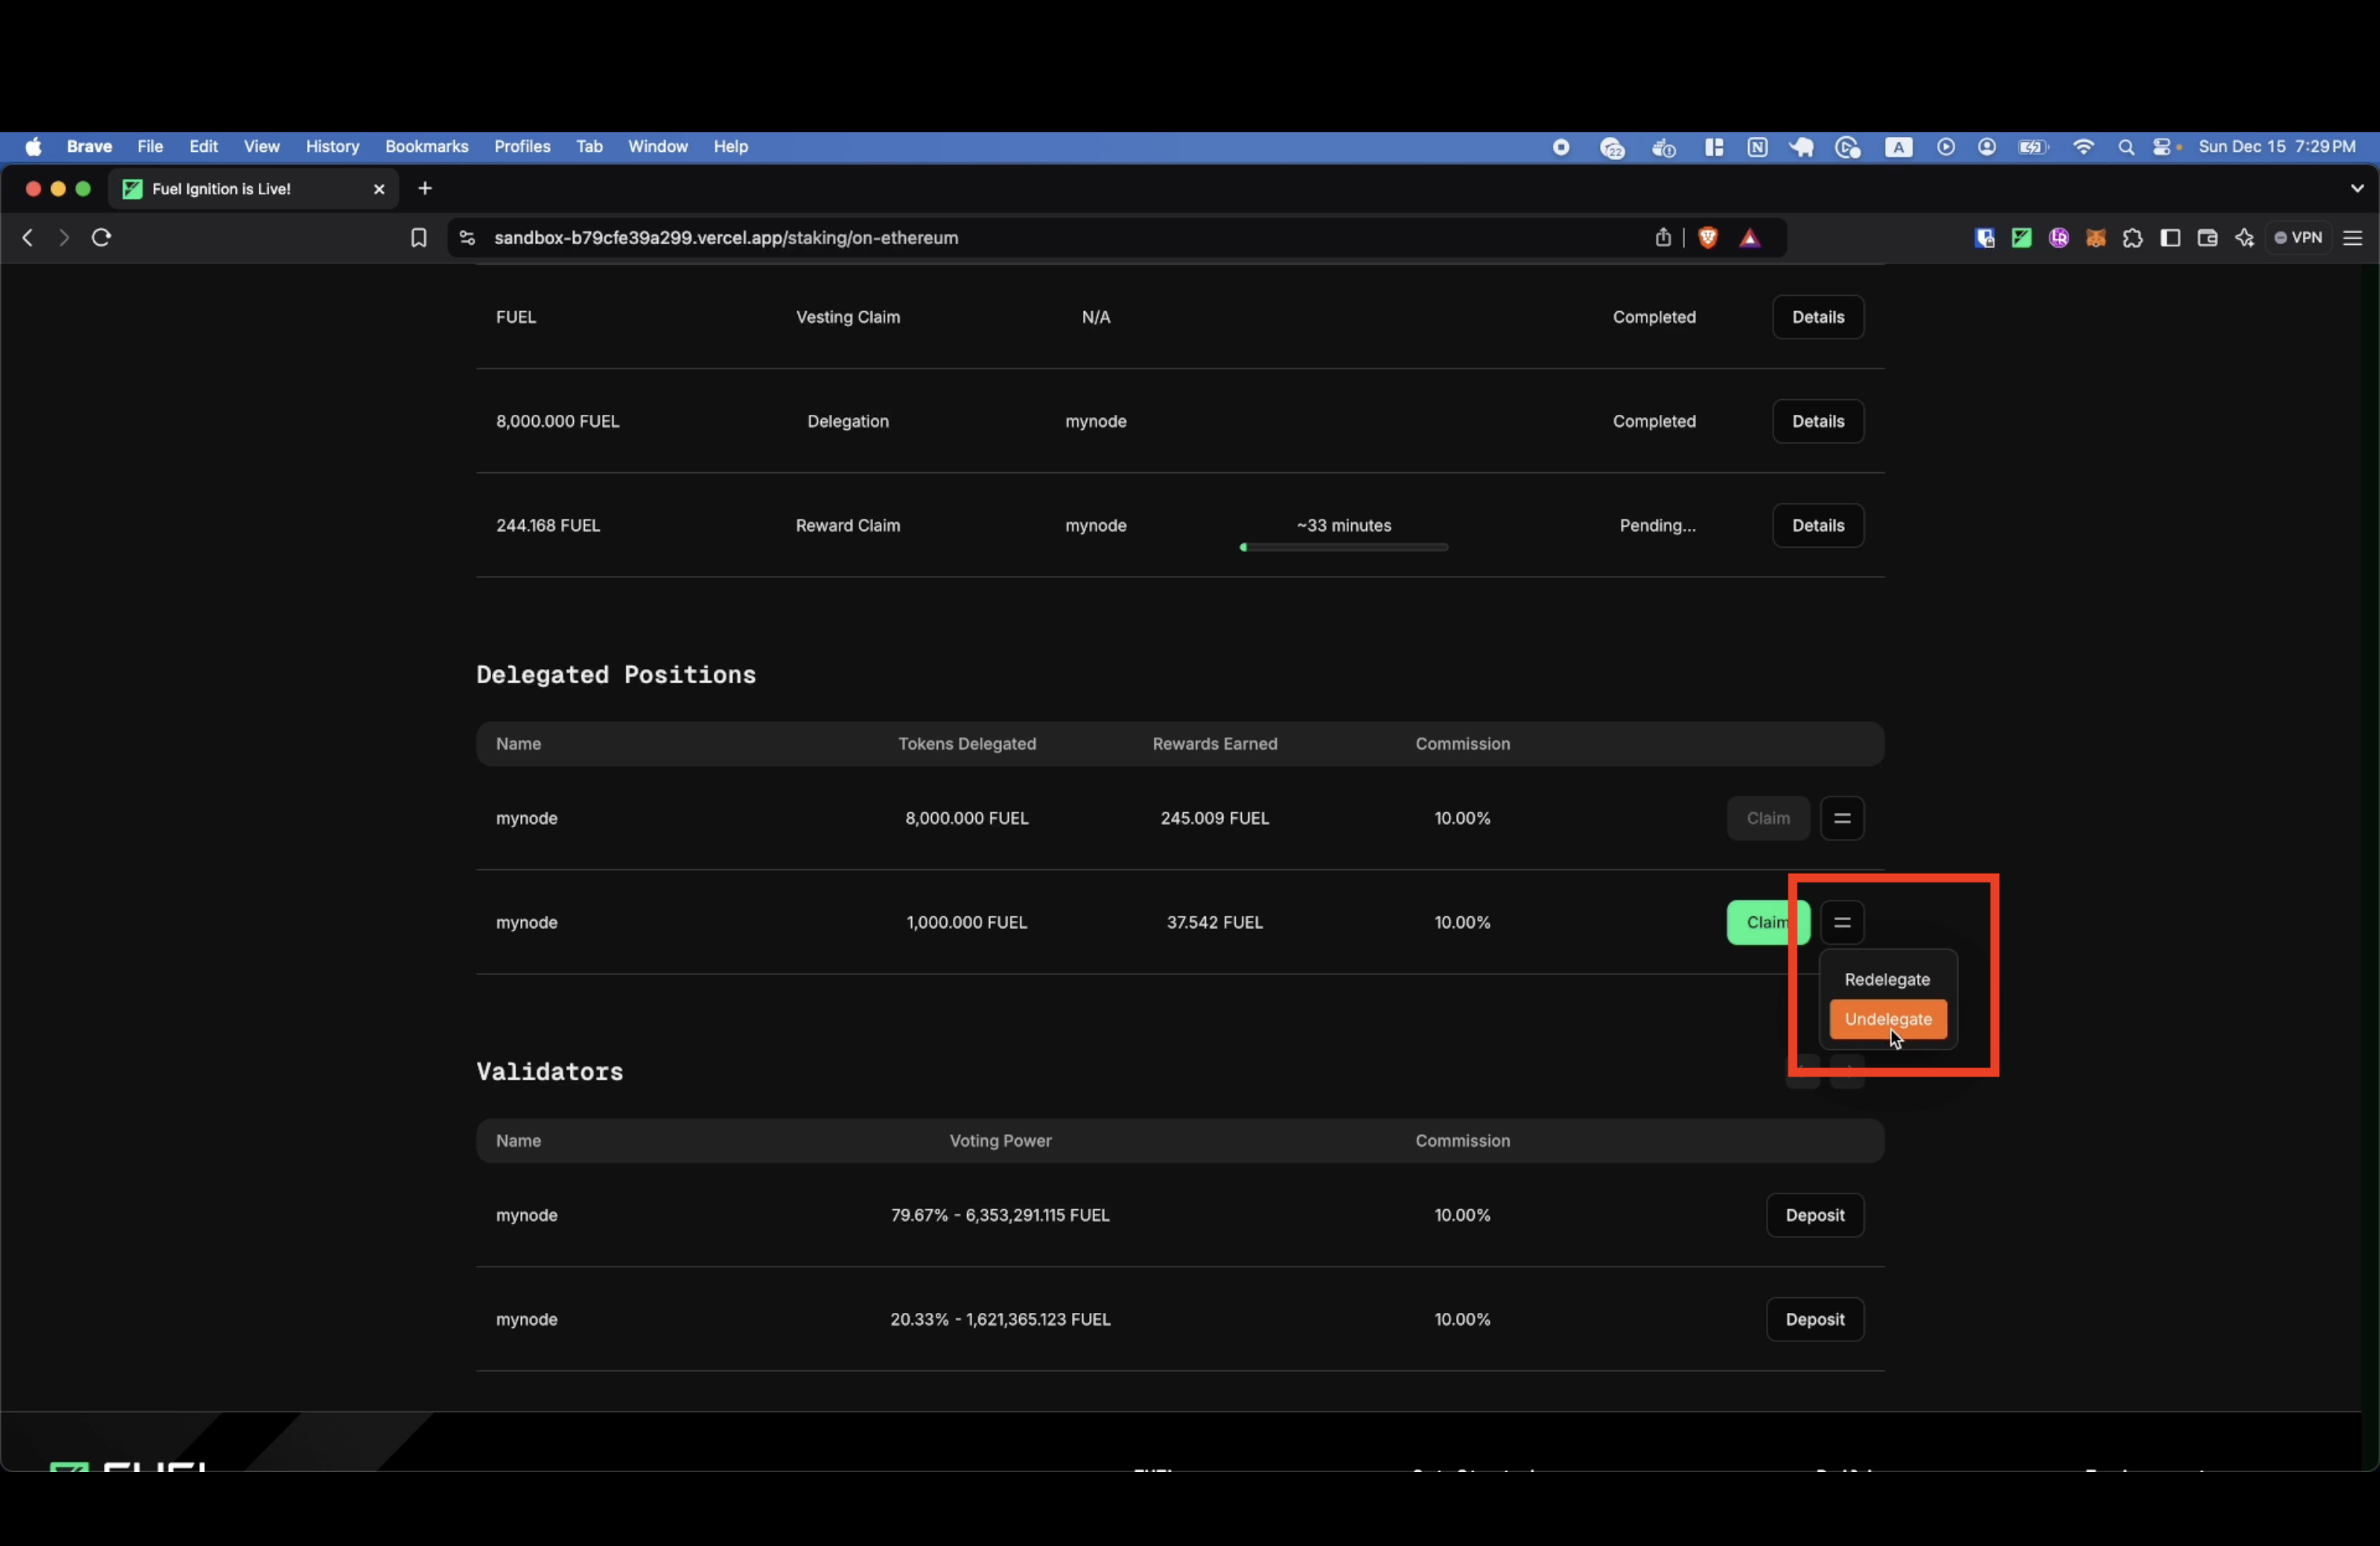 Brave File Edit View History Bookmarks Profiles Tab Window Help 22 A Sun Dec 15 7:29 PM
Fuel Ignition is Live!
sandbox-b79cfe39a299.vercel.app/staking/on-ethereum VPN
FUEL Vesting Claim N/A Completed Details
8,000.000 FUEL Delegation mynode Completed Details
244.168 FUEL Reward Claim mynode ~33 minutes Pending... Details
Delegated Positions
Name Tokens Delegated Rewards Earned Commission
mynode 8,000.000 FUEL 245.009 FUEL 10.00% Claim
mynode 1,000.000 FUEL 37.542 FUEL 10.00% Claim
Redelegate
Undelegate
Validators
Name Voting Power Commission
mynode 79.67% - 6,353,291.115 FUEL 10.00% Deposit
mynode 20.33% - 1,621,365.123 FUEL 10.00% Deposit
FUEL